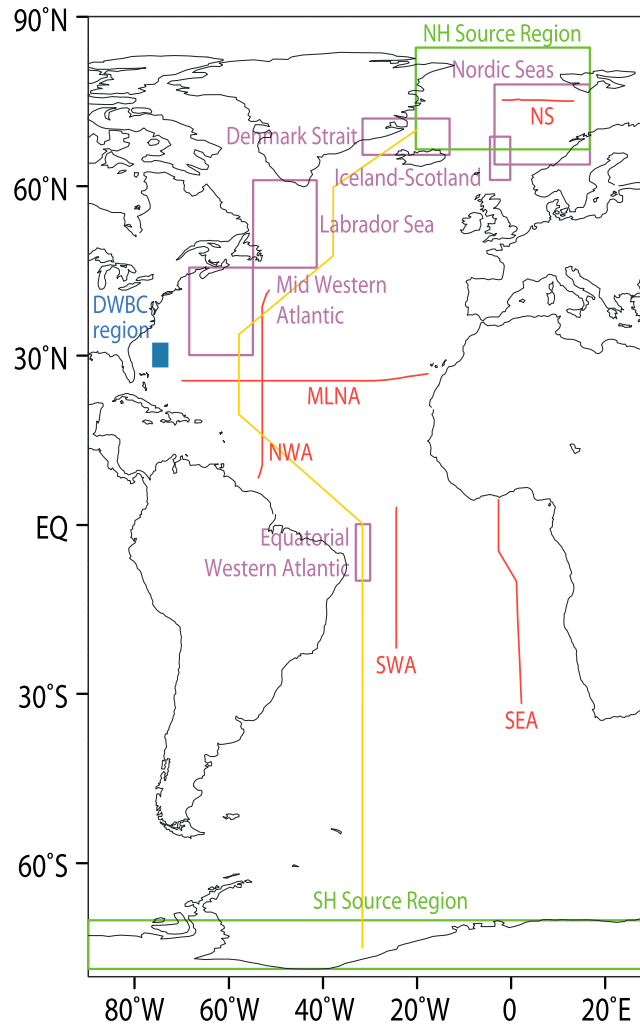 90°N
NH Source Region
Nordic Seas
NS
Denmark Strait
Iceland-Scotland
60°N
Labrador Sea
Mid Western
Atlantic
DWBC
region
30°N
MLNA
NWA
EQ
Equatorial
Western Atlantic
SWA
30°S
SEA
60°S
SH Source Region
80°W
60°W
40°W
20°W
0
20°E